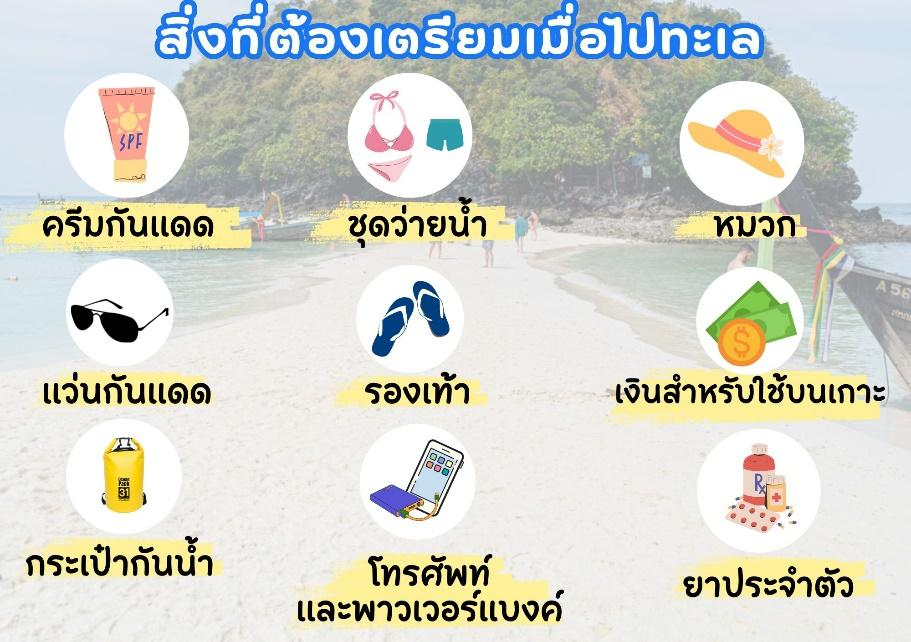 สิ่งที่ต้องเตรียมเมื่อไปทะเล
SPF
ครีมกันแดด
ชุดว่ายน้ำ
หมวก
แว่นกันแดด
รองเท้า
$
เงินสำหรับใช้บนเกาะ
31
Rx
กระเป๋ากันน้ำ
โทรศัพท์
และพาวเวอร์แบงค์
ยาประจำตัว